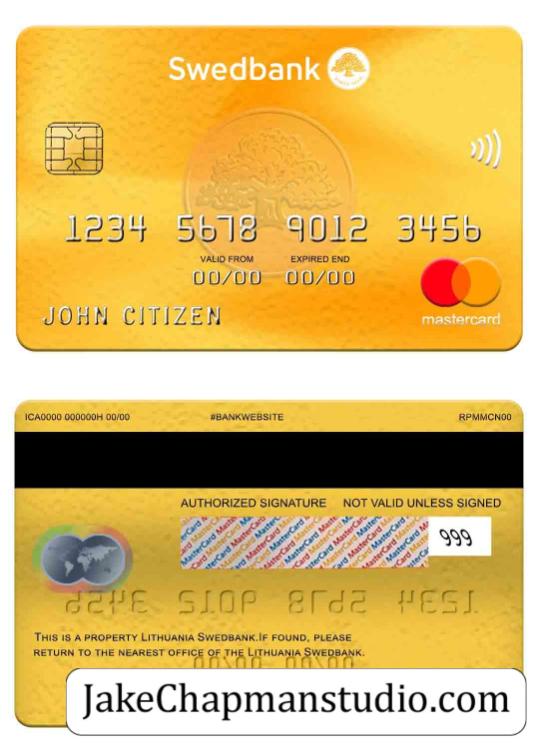 Swedbank
1234 5678 9012 3456
VALID FROM EXPIRED END
00/00 00/00
JOHN CITIZEN
mastercard
ICA0000 000000H 00/00 #BANKWEBSITE RPMMCN00
AUTHORIZED SIGNATURE NOT VALID UNLESS SIGNED
MasterCard
999
THIS IS A PROPERTY LITHUANIA SWEDBANK.IF FOUND, PLEASE
RETURN TO THE NEAREST OFFICE OF THE LITHUANIA SWEDBANK.
JakeChapmanstudio.com